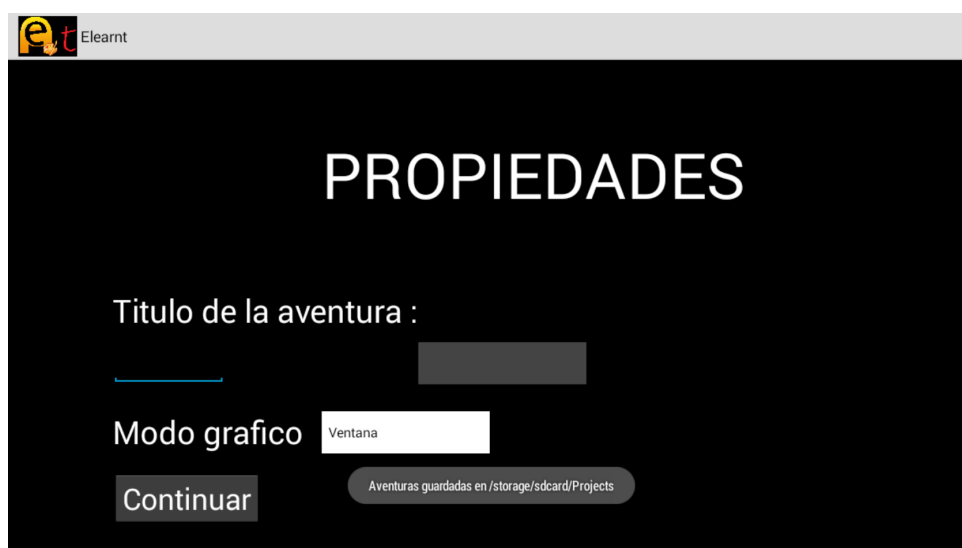 Elearnt
PROPIEDADES
Titulo de la aventura :
Modo grafico
Ventana
Continuar
Aventuras guardadas en /storage/sdcard/Projects